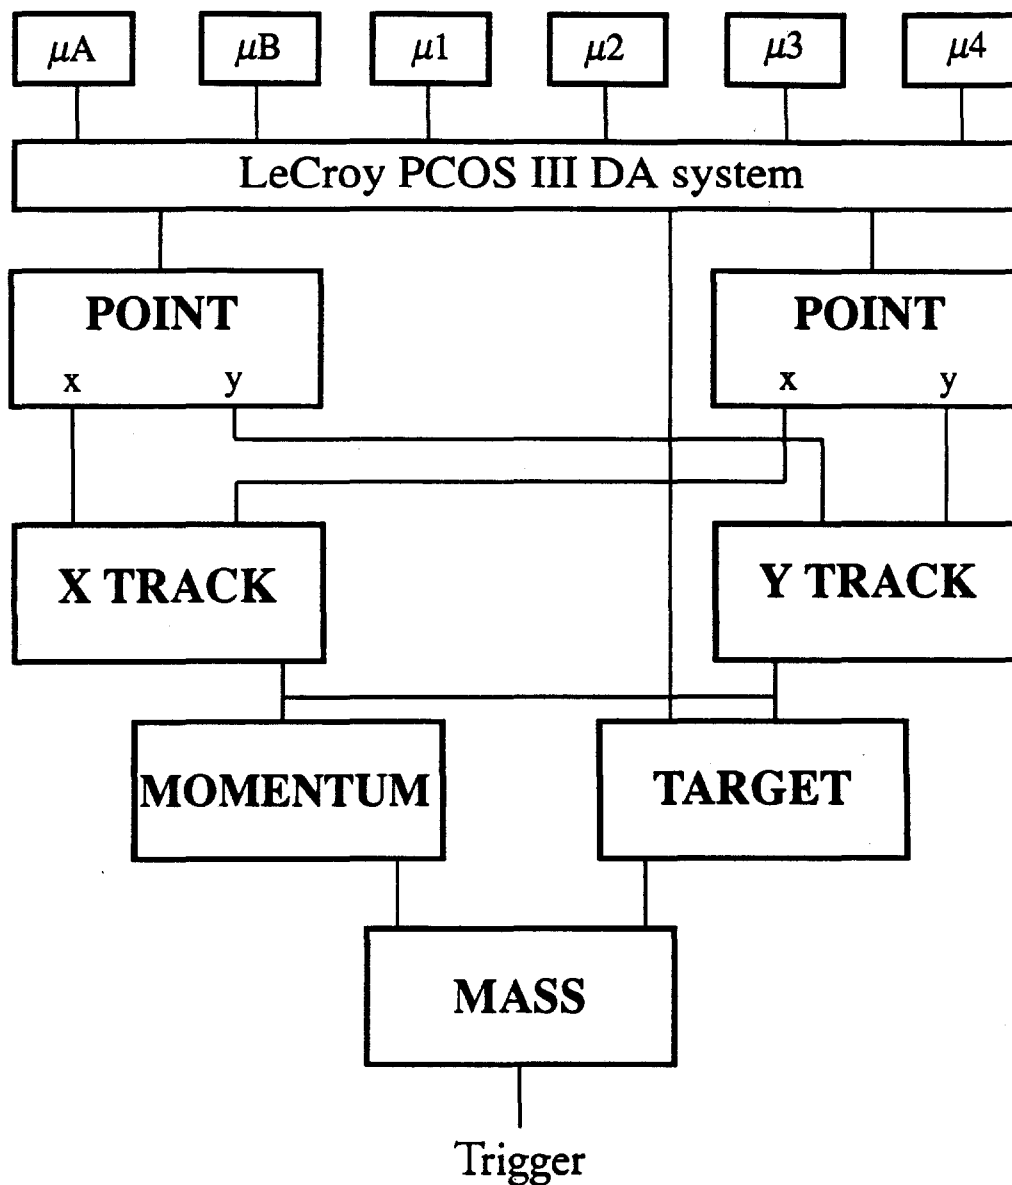 μA μB μ1 μ2 μ3 μ4
LeCroy PCOS III DA system
POINT POINT
x y x y
X TRACK Y TRACK
MOMENTUM TARGET
MASS
Trigger